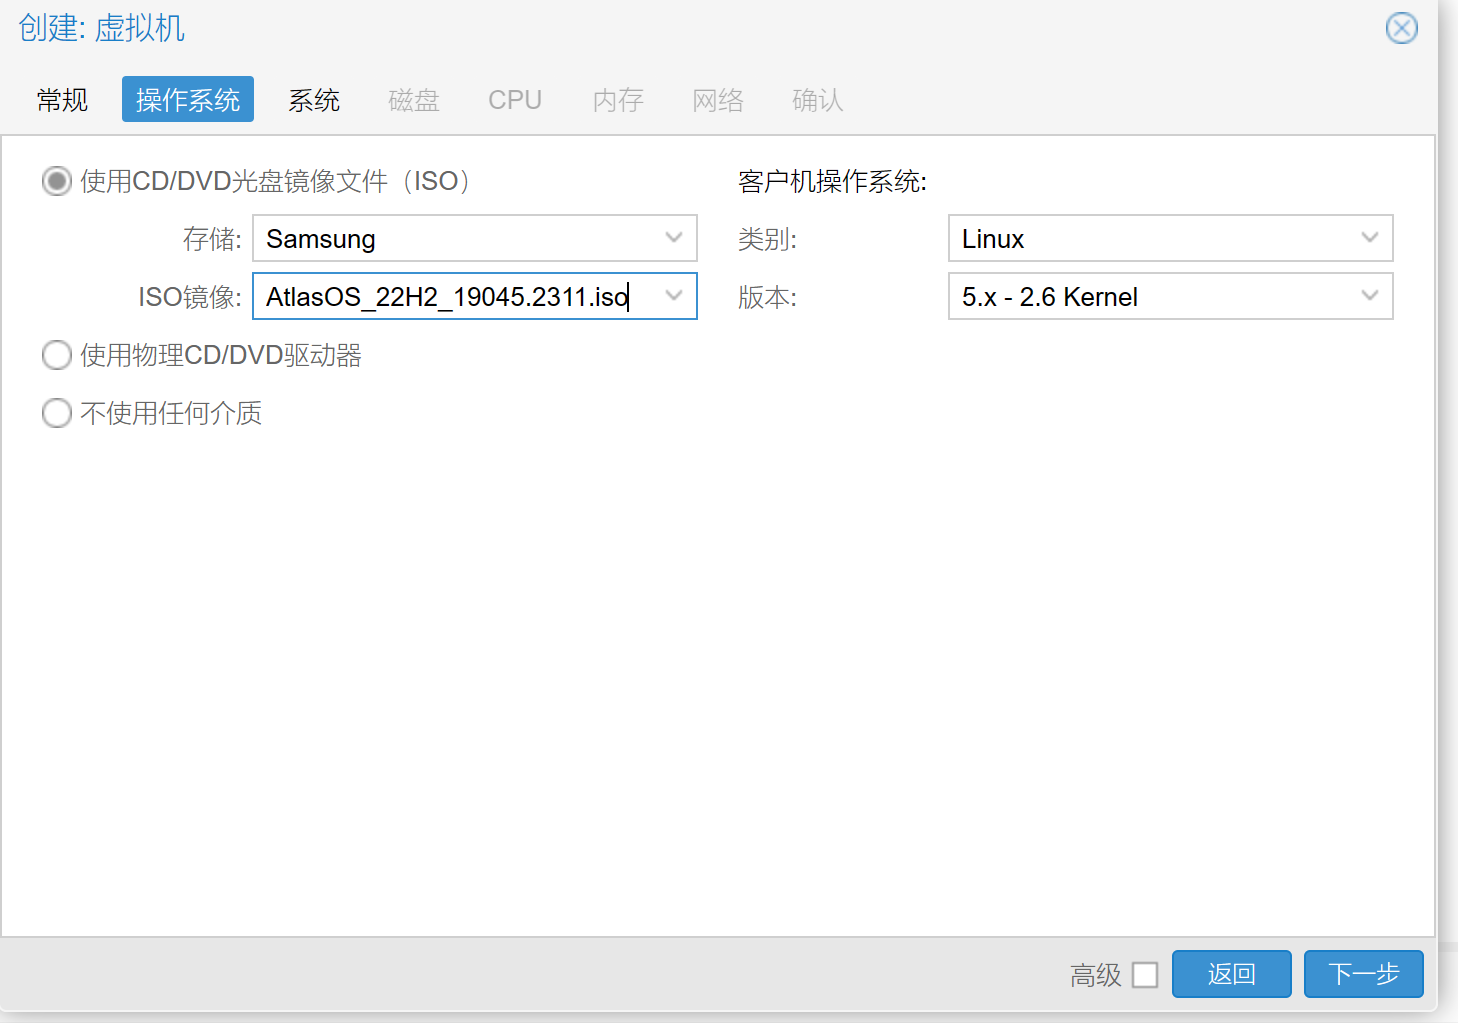 创建: 虚拟机
常规 操作系统 系统 磁盘 CPU 内存 网络 确认
使用CD/DVD光盘镜像文件（ISO） 客户机操作系统:
存储: Samsung 类别: Linux
ISO镜像: AtlasOS_22H2_19045.2311.iso 版本: 5.x - 2.6 Kernel
使用物理CD/DVD驱动器
不使用任何介质
高级 返回 下一步